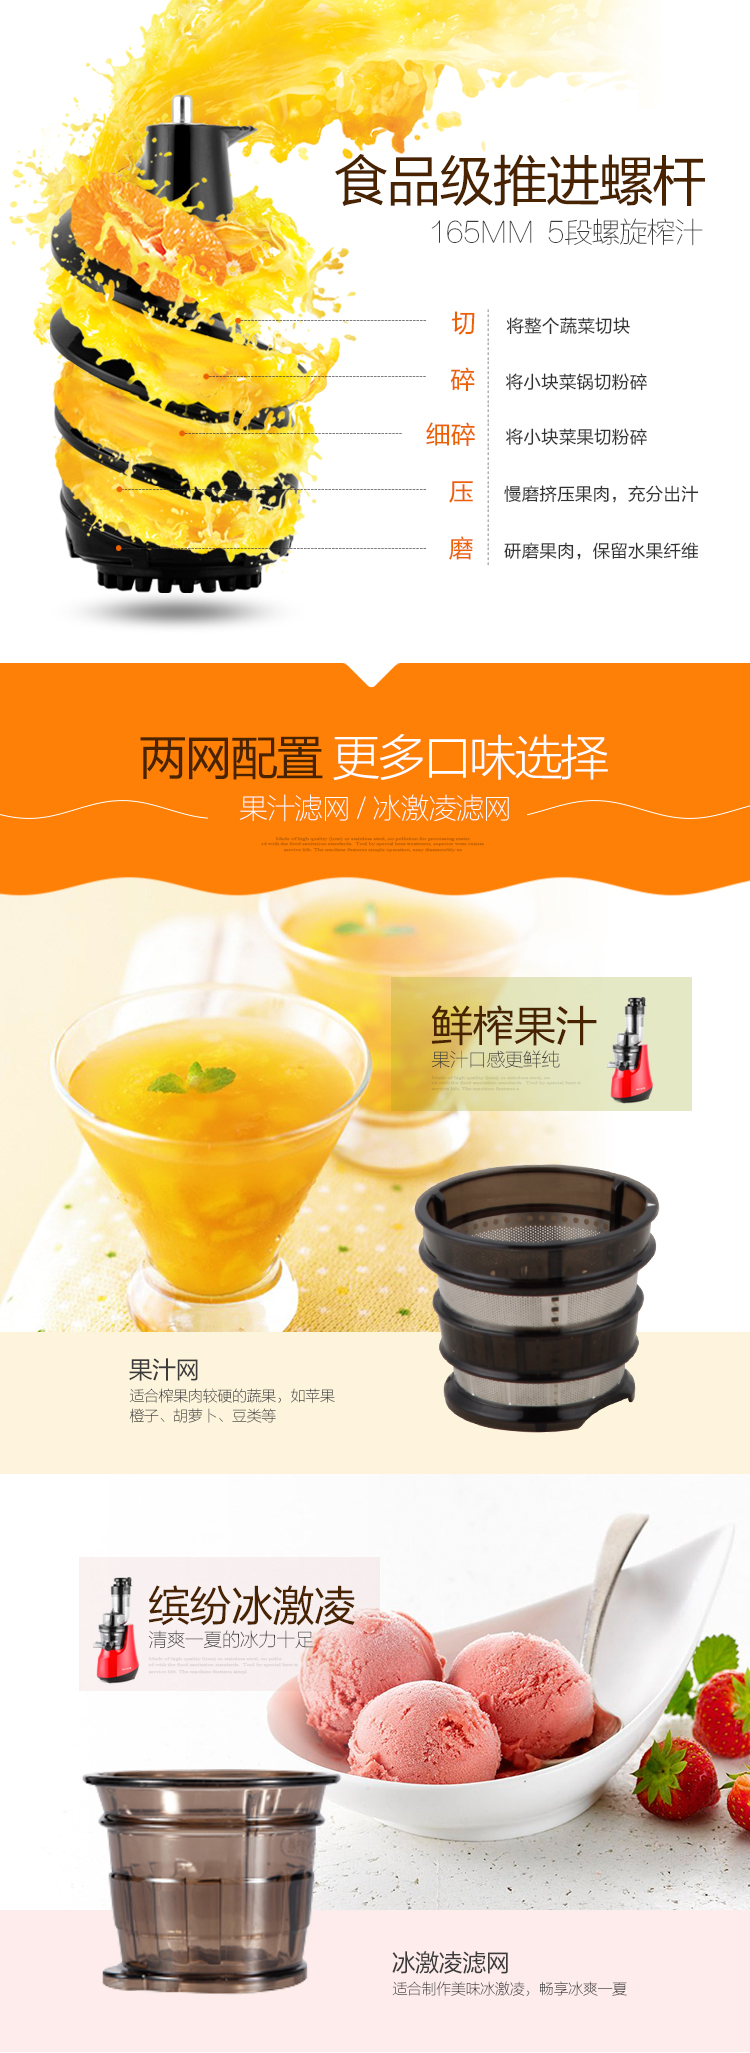 食品级推进螺杆
165MM 5段螺旋榨汁
切 将整个蔬菜切块
碎 将小块菜锅切粉碎
细碎 将小块菜果切粉碎
压 慢磨挤压果肉，充分出汁
磨 研磨果肉，保留水果纤维
两网配置 更多口味选择
果汁滤网 / 冰激凌滤网
鲜榨果汁
果汁口感更鲜纯
果汁网
适合榨果肉较硬的蔬果，如苹果
橙子、胡萝卜、豆类等
缤纷冰激凌
清爽一夏的冰力十足
冰激凌滤网
适合制作美味冰激凌，畅享冰爽一夏